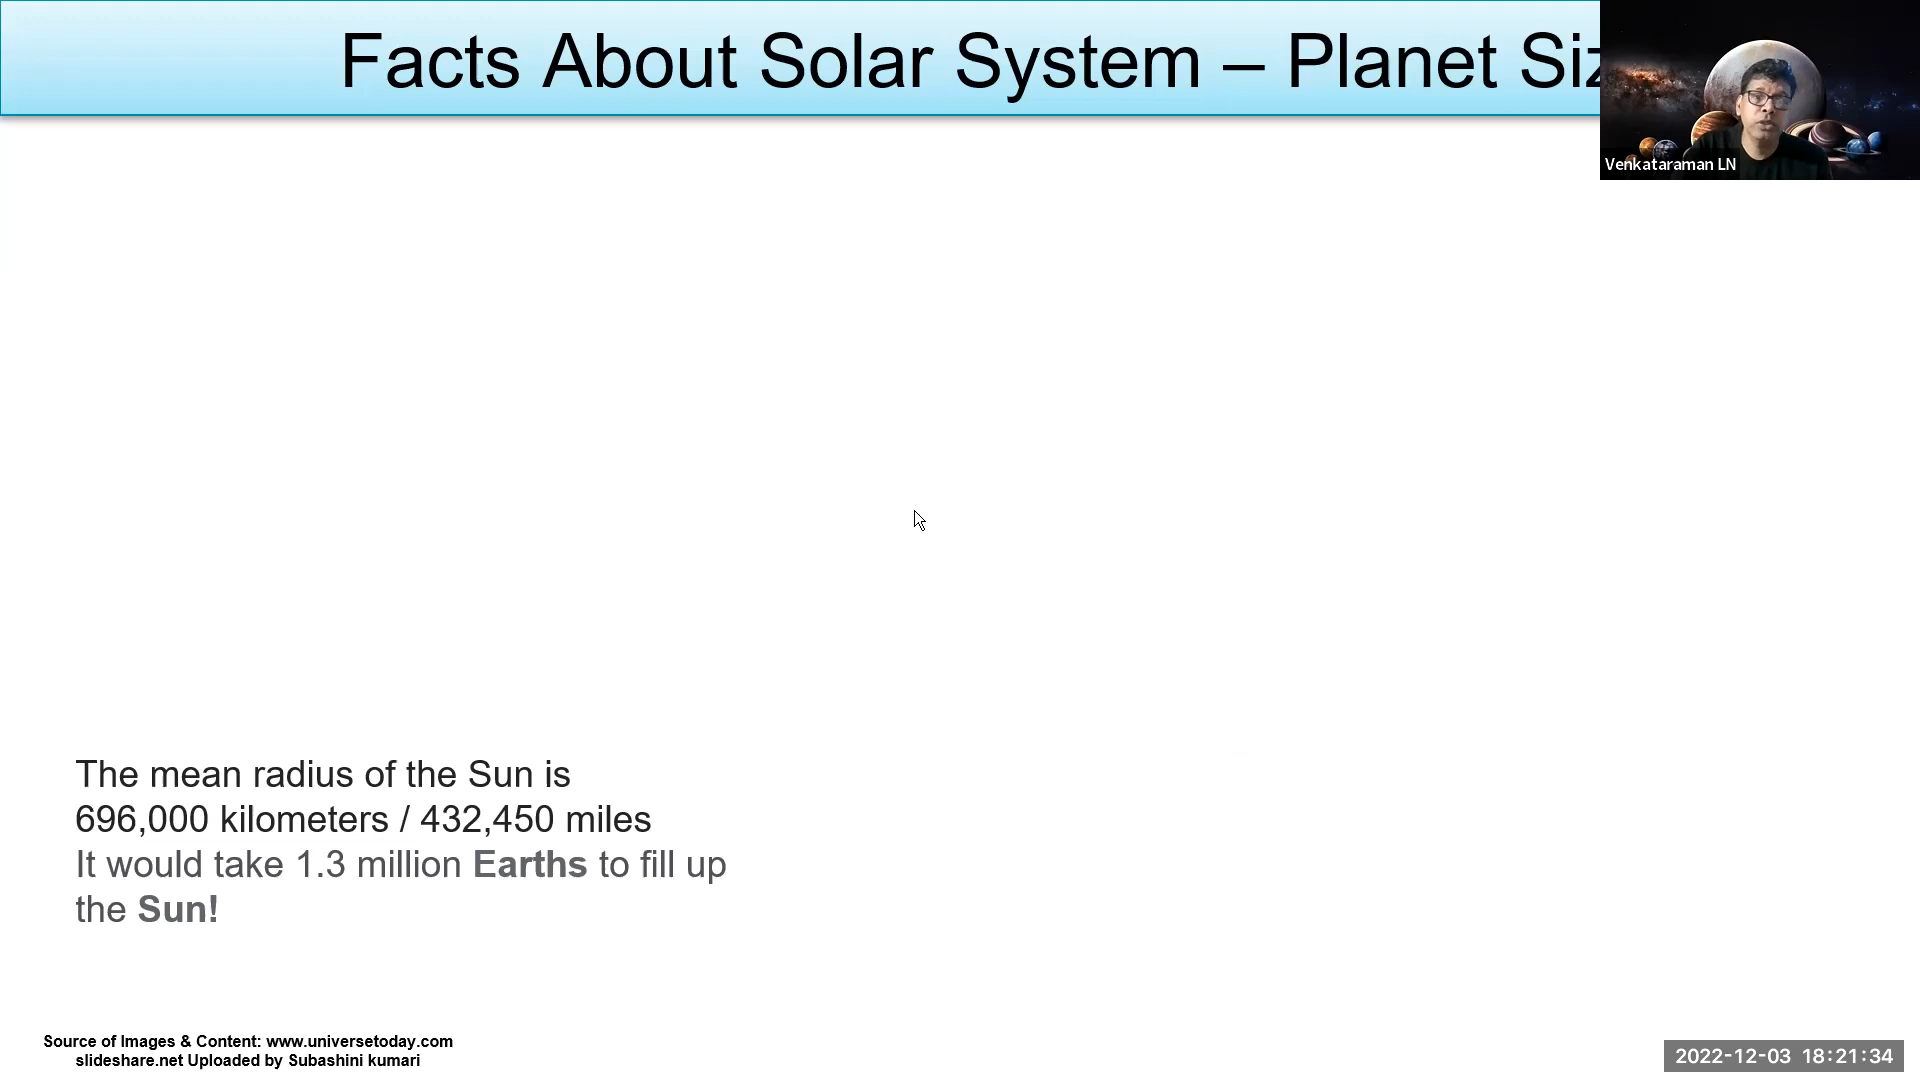 Facts About Solar System – Planet
Venkataraman LN
The mean radius of the Sun is
696,000 kilometers / 432,450 miles
It would take 1.3 million Earths to fill up
the Sun!
Source of Images & Content: www.universetoday.com
slideshare.net Uploaded by Subashini kumari
2022-12-03 18:21:34